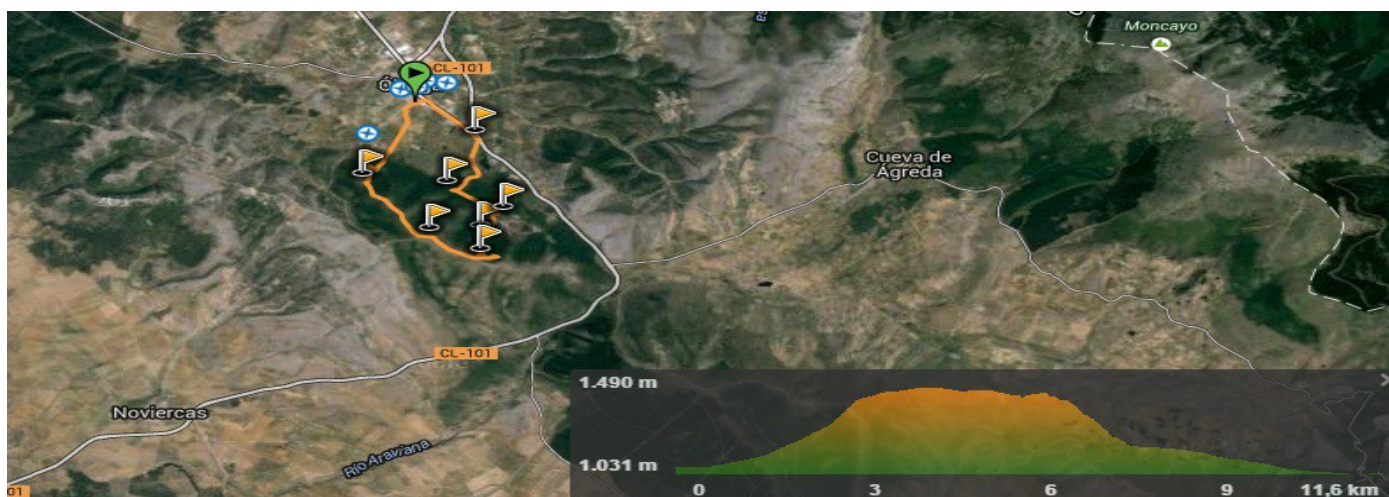 Moncayo
CL-101
Cueva de
Ágreda
CL-101
Noviercas
Río Araviana
1.490 m
1.031 m
0
3
6
9
11,6 km